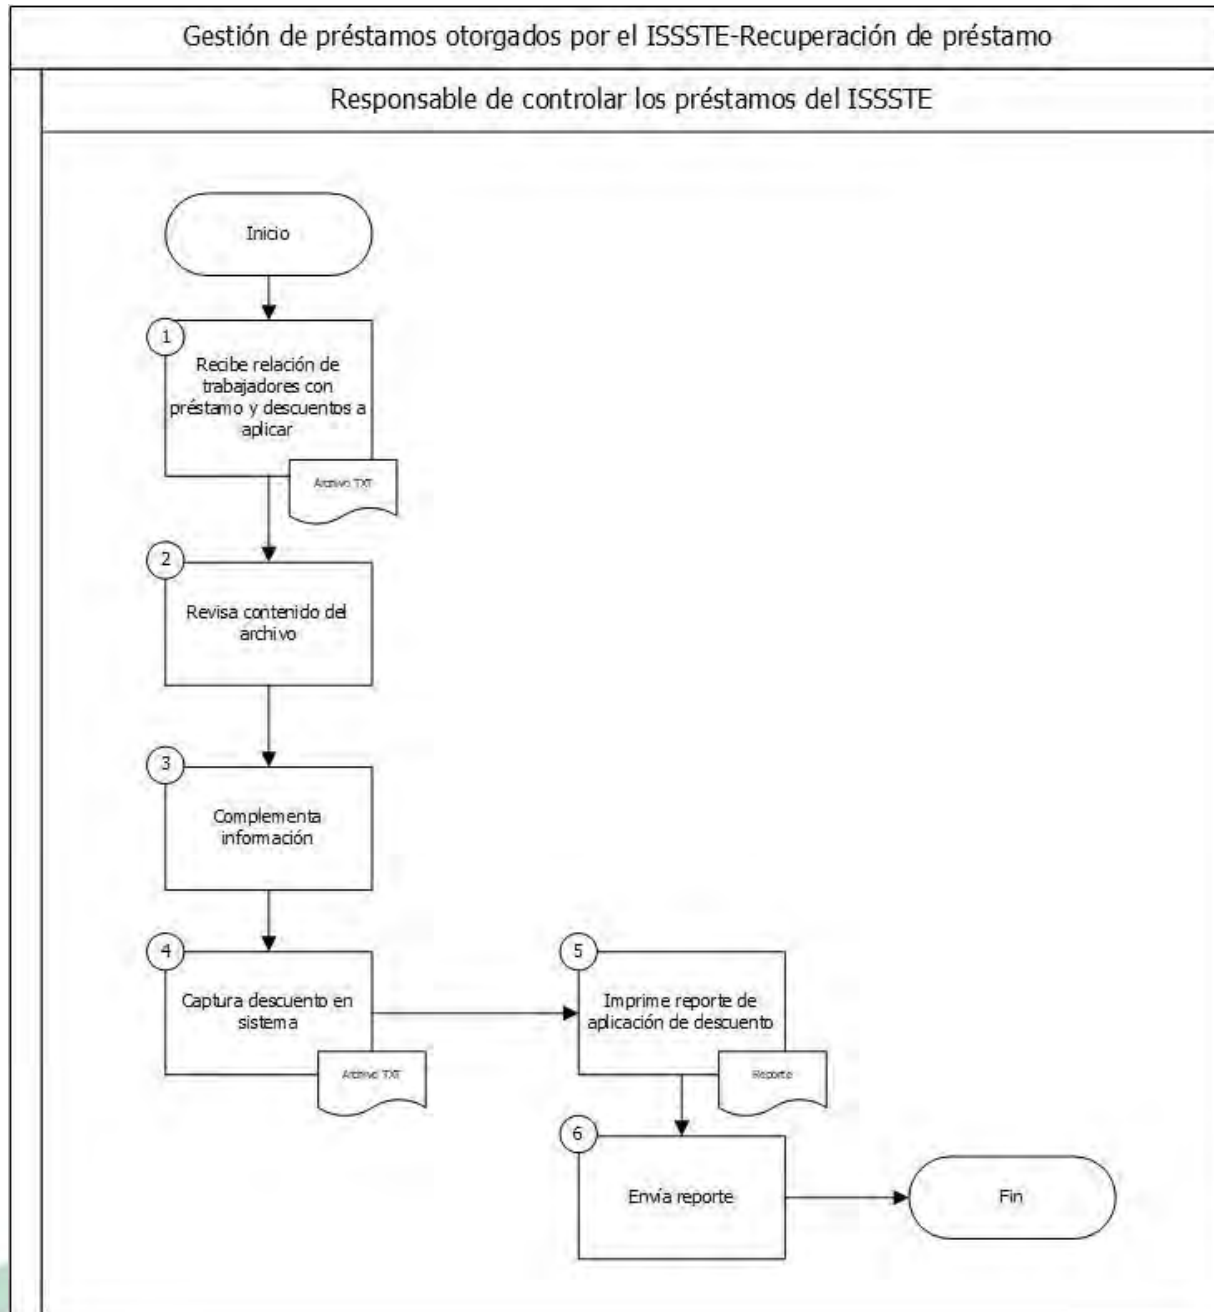 Gestión de préstamos otorgados por el ISSSTE-Recuperación de préstamo
Responsable de controlar los préstamos del ISSSTE
Inicio
1
Recibe relación de
trabajadores con
préstamo y descuentos a
aplicar
Archivo TXT
2
Revisa contenido del
archivo
3
Complementa
información
4
Captura descuento en
sistema
Archivo TXT
5
Imprime reporte de
aplicación de descuento
Reporte
6
Envía reporte
Fin